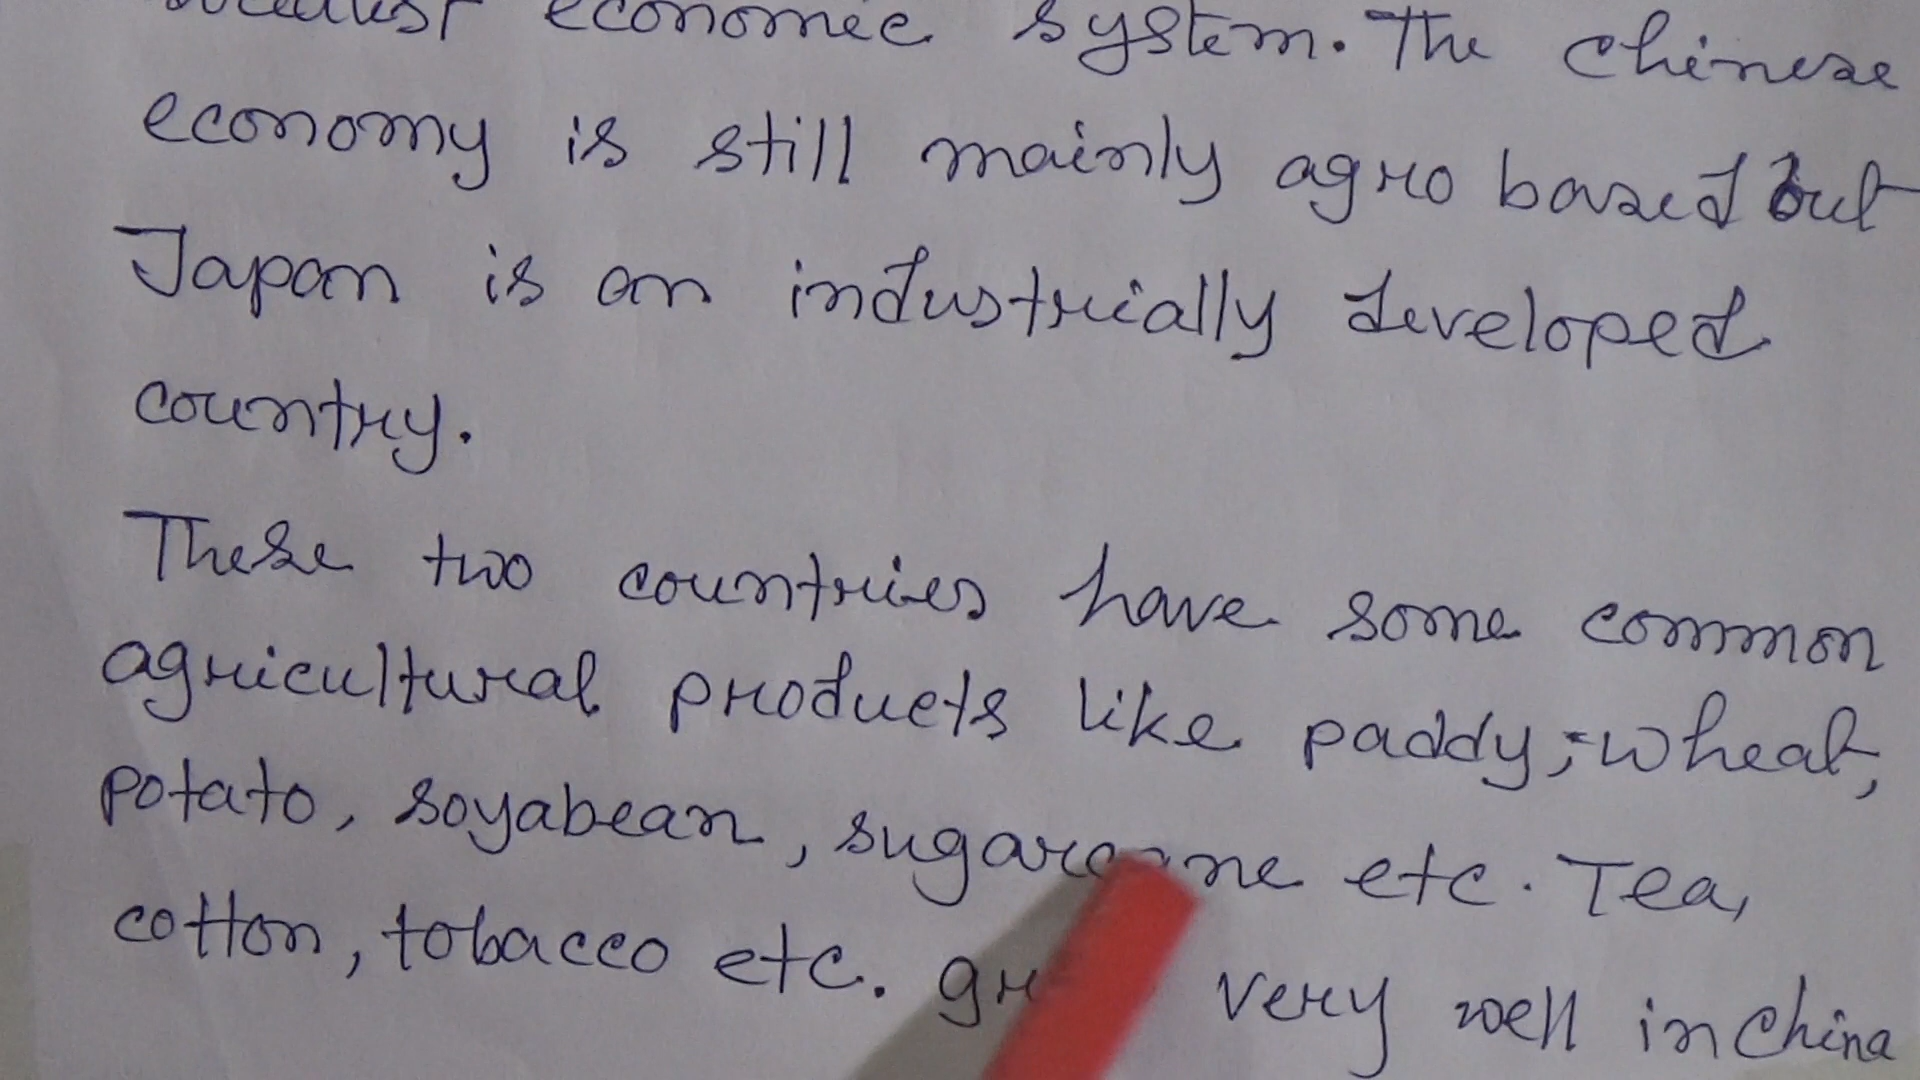 economic system. The Chinese
economy is still mainly agro based but
Japan is an industrially developed
country.
These two countries have some common
agricultural products like paddy, wheat,
potato, soyabean, sugarcane etc. Tea,
cotton, tobacco etc. very well in China